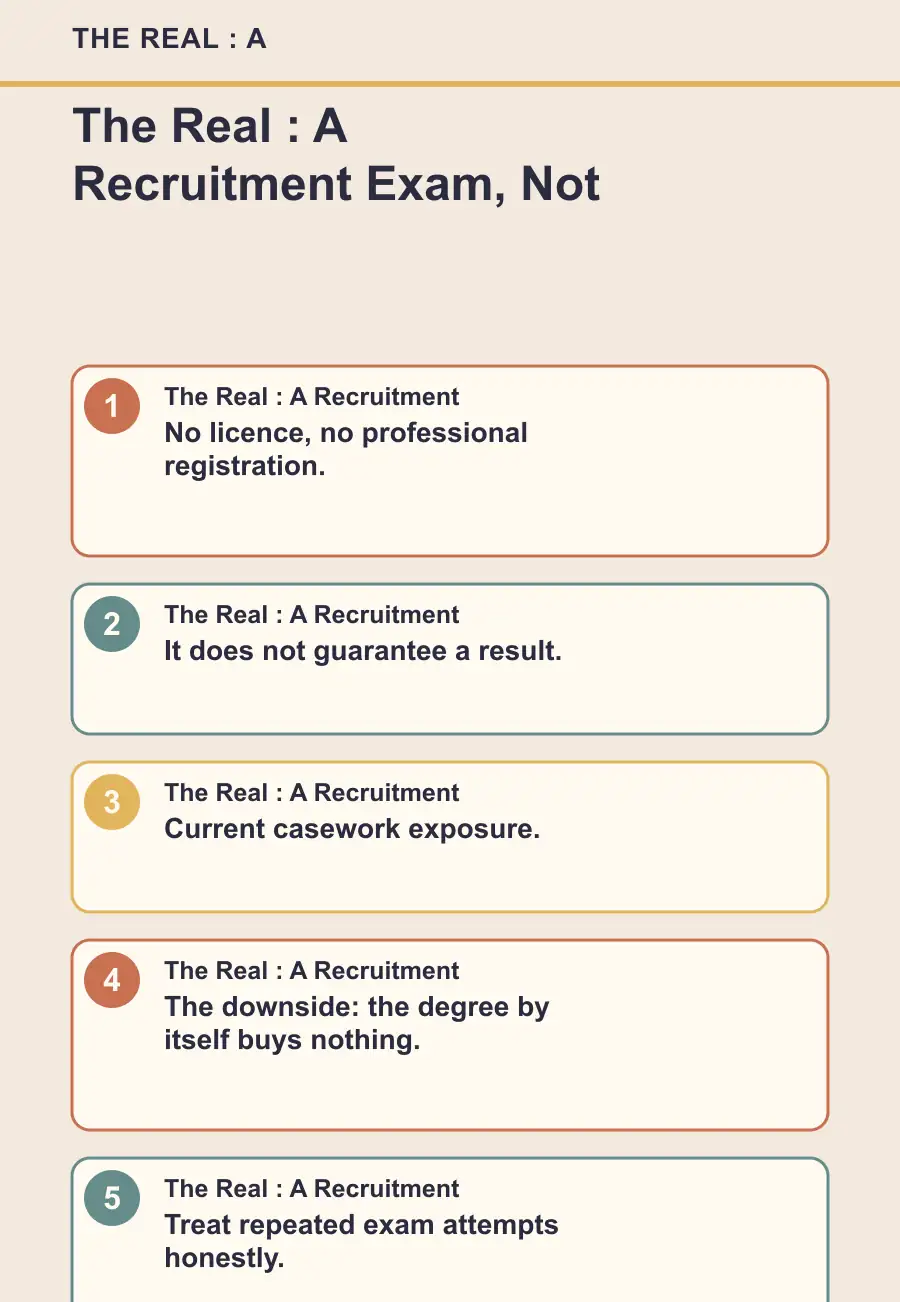 THE REAL : A
The Real : A
Recruitment Exam, Not
1
The Real : A Recruitment
No licence, no professional
registration.
2
The Real : A Recruitment
It does not guarantee a result.
3
The Real : A Recruitment
Current casework exposure.
4
The Real : A Recruitment
The downside: the degree by
itself buys nothing.
5
The Real : A Recruitment
Treat repeated exam attempts
honestly.